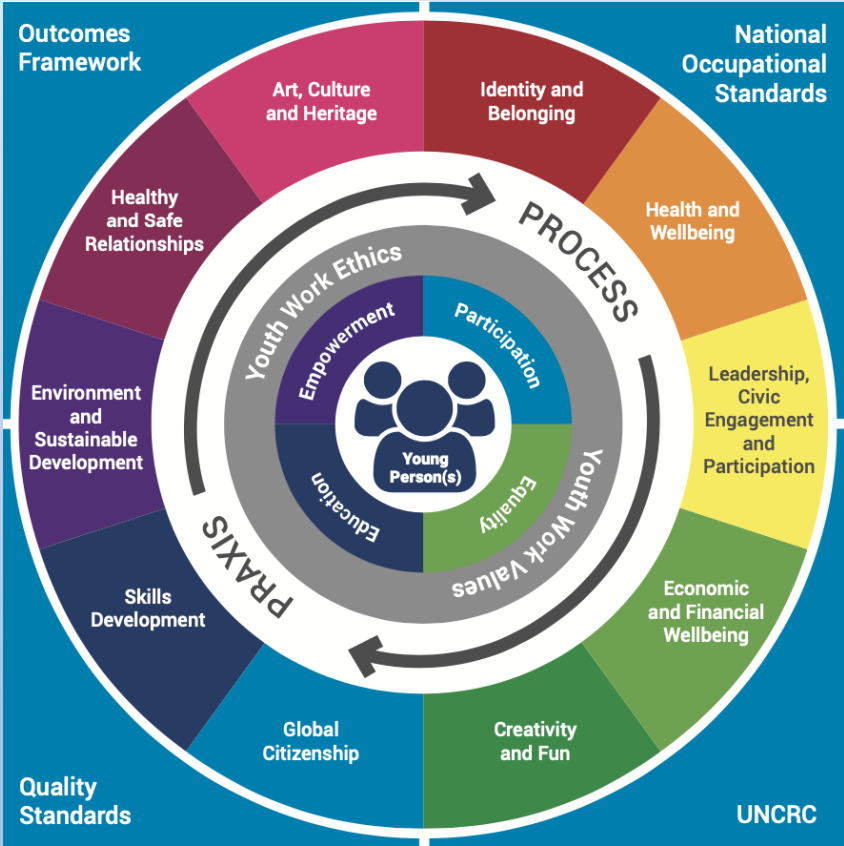 Outcomes
Framework
National
Occupational
Standards
Art, Culture
and Heritage
Identity and
Belonging
Healthy
and Safe
Relationships
Health and
Wellbeing
PROCESS
Youth Work Ethics
Empowerment
Participation
Environment
and
Sustainable
Development
Leadership,
Civic
Engagement
and
Participation
Young
Person(s)
Education
Equality
Youth Work Values
PRAXIS
Skills
Development
Economic
and Financial
Wellbeing
Global
Citizenship
Creativity
and Fun
Quality
Standards
UNCRC